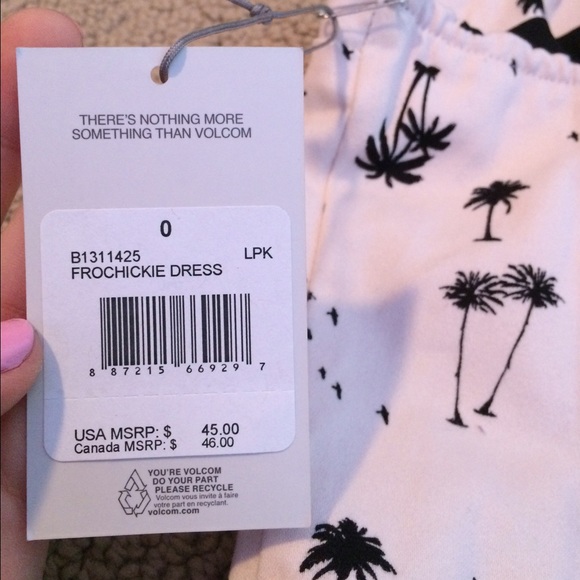 THERE'S NOTHING MORE
SOMETHING THAN VOLCOM
0
B1311425 LPK
FROCHICKIE DRESS
8 87215 66929 7
USA MSRP: $ 45.00
Canada MSRP: $ 46.00
YOU'RE VOLCOM
DO YOUR PART
PLEASE RECYCLE
Volcom vous invite à faire
votre part en recyclant.
volcom.com